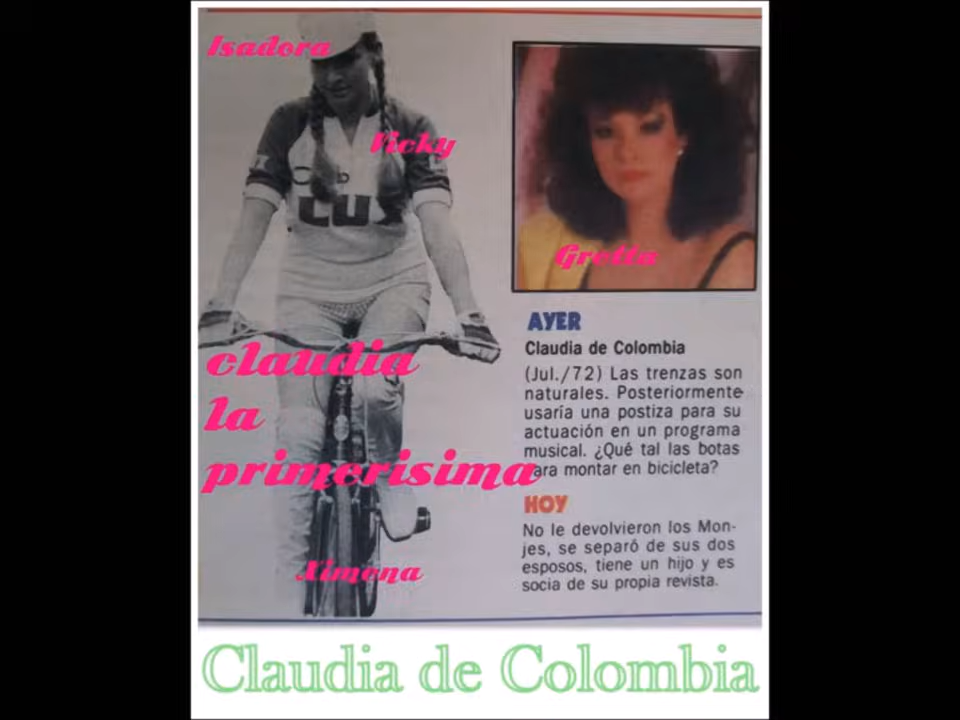 Isadora
Vicky
LUX
Gretta
claudia
la
primerisima
Ximena
AYER
Claudia de Colombia
(Jul./72) Las trenzas son
naturales. Posteriormente
usaría una postiza para su
actuación en un programa
musical. ¿Qué tal las botas
para montar en bicicleta?
HOY
No le devolvieron los Mon-
jes, se separó de sus dos
esposos, tiene un hijo y es
socia de su propia revista.
Claudia de Colombia